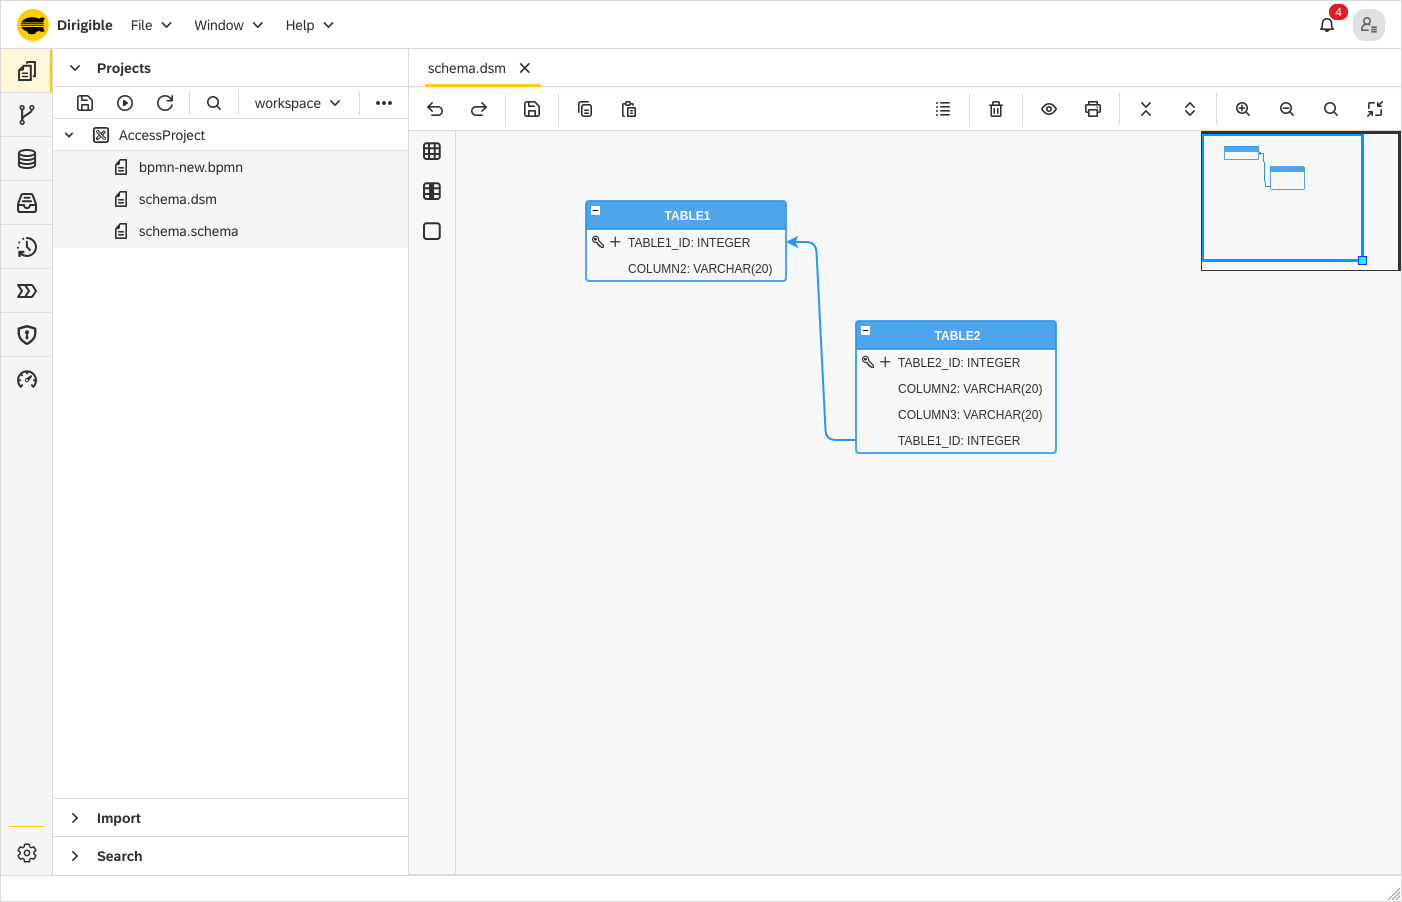 Dirigible File Window Help 4
Projects
schema.dsm
workspace
AccessProject
bpmn-new.bpmn
schema.dsm
schema.schema
TABLE1
TABLE1_ID: INTEGER
COLUMN2: VARCHAR(20)
TABLE2
TABLE2_ID: INTEGER
COLUMN2: VARCHAR(20)
COLUMN3: VARCHAR(20)
TABLE1_ID: INTEGER
Import
Search